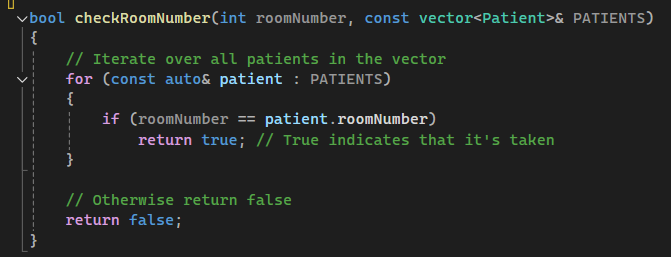 bool checkRoomNumber(int roomNumber, const vector<Patient>& PATIENTS)
{
    // Iterate over all patients in the vector
    for (const auto& patient : PATIENTS)
    {
        if (roomNumber == patient.roomNumber)
            return true; // True indicates that it's taken
    }

    // Otherwise return false
    return false;
}